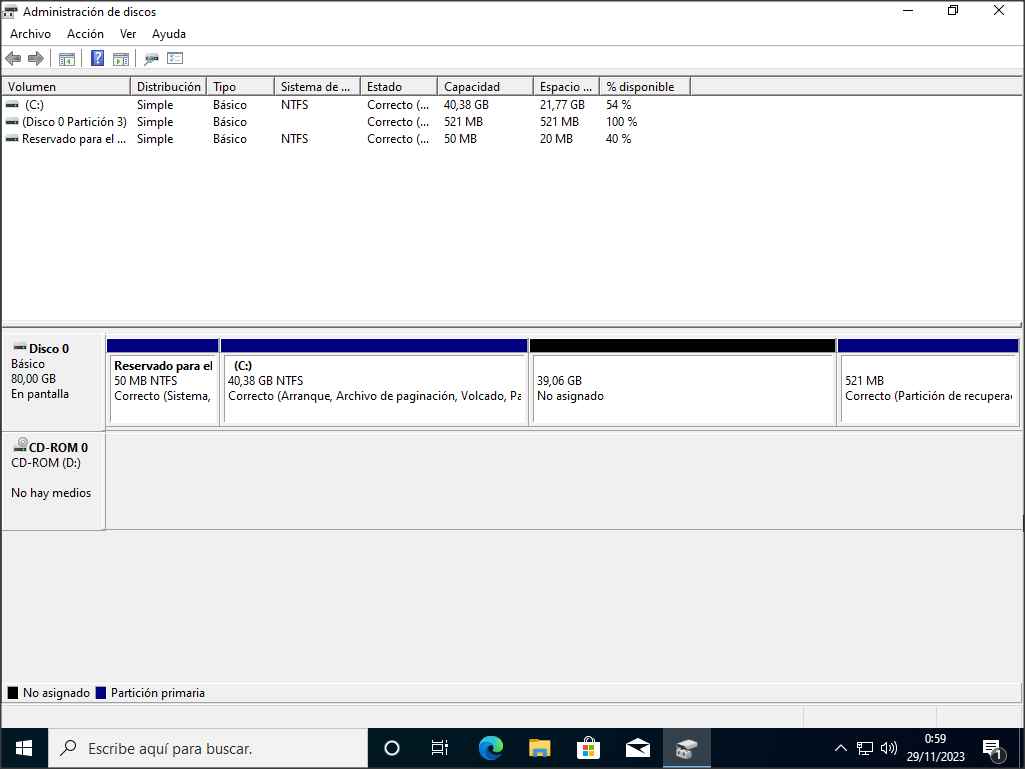 Administración de discos
Archivo Acción Ver Ayuda
Volumen Distribución Tipo Sistema de ... Estado Capacidad Espacio ... % disponible
(C:) Simple Básico NTFS Correcto (... 40,38 GB 21,77 GB 54 %
(Disco 0 Partición 3) Simple Básico Correcto (... 521 MB 521 MB 100 %
Reservado para el ... Simple Básico NTFS Correcto (... 50 MB 20 MB 40 %
Disco 0
Básico
80,00 GB
En pantalla
Reservado para el
50 MB NTFS
Correcto (Sistema,
(C:)
40,38 GB NTFS
Correcto (Arranque, Archivo de paginación, Volcado, Pa
39,06 GB
No asignado
521 MB
Correcto (Partición de recupera
CD-ROM 0
CD-ROM (D:)
No hay medios
No asignado Partición primaria
Escribe aquí para buscar.
0:59
29/11/2023
1